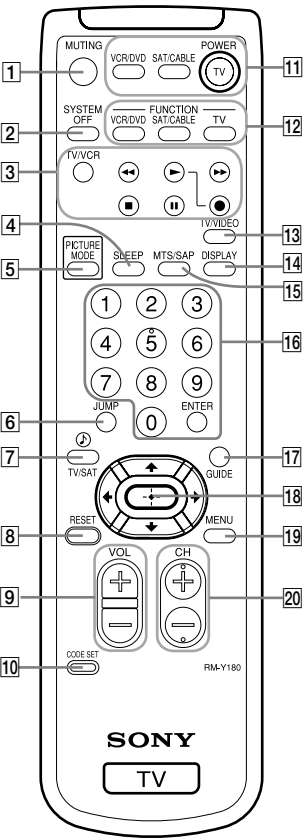 MUTING POWER
VCR/DVD SAT/CABLE TV
1 11
SYSTEM OFF
FUNCTION
VCR/DVD SAT/CABLE TV
2 12
TV/VCR
3
TV/VIDEO
4 13
PICTURE MODE
SLEEP MTS/SAP DISPLAY
5 14
15
1 2 3
4 5 6
16
7 8 9
JUMP 0 ENTER
6
7 17
TV/SAT GUIDE
18
RESET MENU
8 19
VOL CH
+ +
9 20
− −
10
CODE SET
RM-Y180
SONY
TV